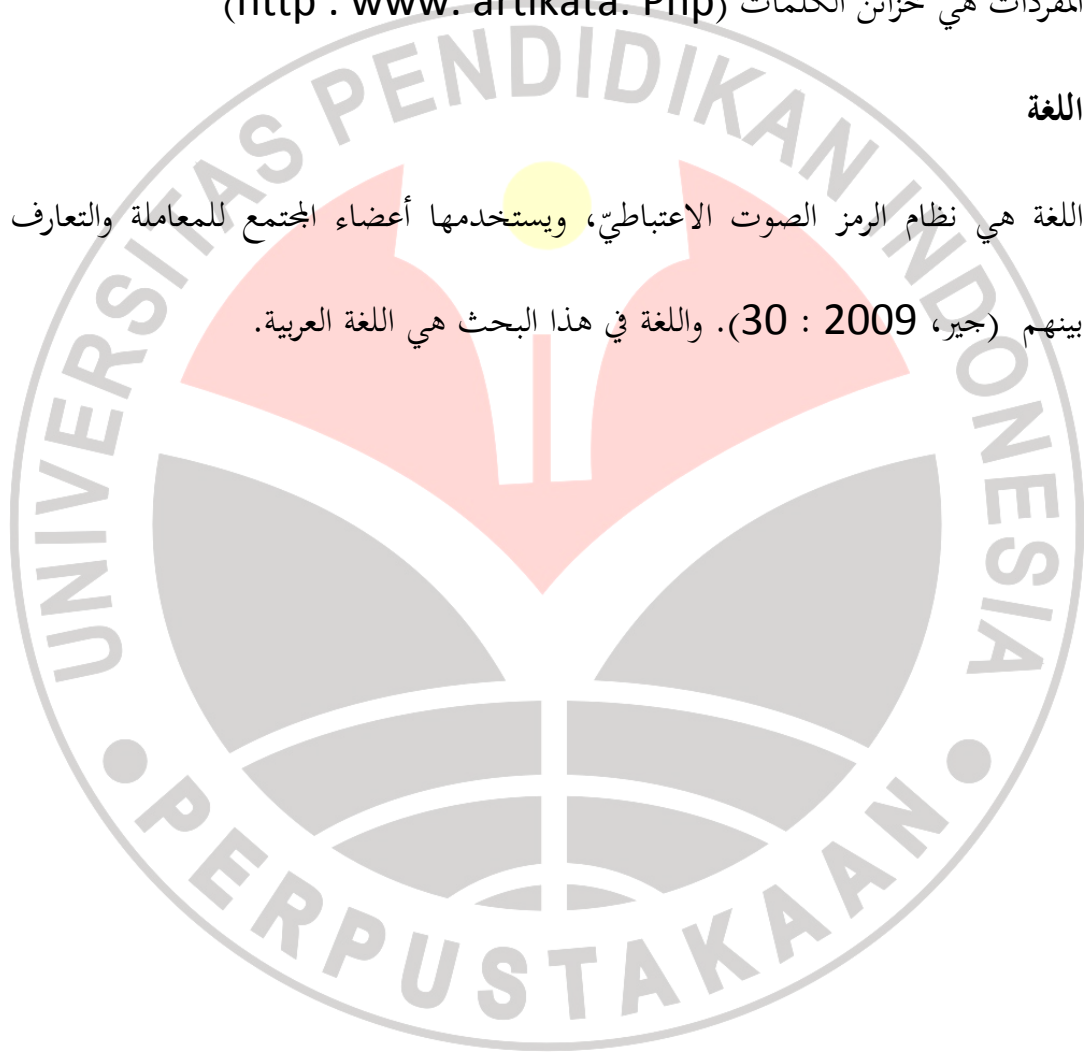 المفردات هي خزائن الكلمات (http : www. artikata. Php)
اللغة
اللغة هي نظام الرمز الصوت الاعتباطيّ، ويستخدمها أعضاء المجتمع للمعاملة والتعارف
بينهم (جير، 2009 : 30). واللغة في هذا البحث هي اللغة العربية.
UNIVERSITAS PENDIDIKAN INDONESIA
PERPUSTAKAAN